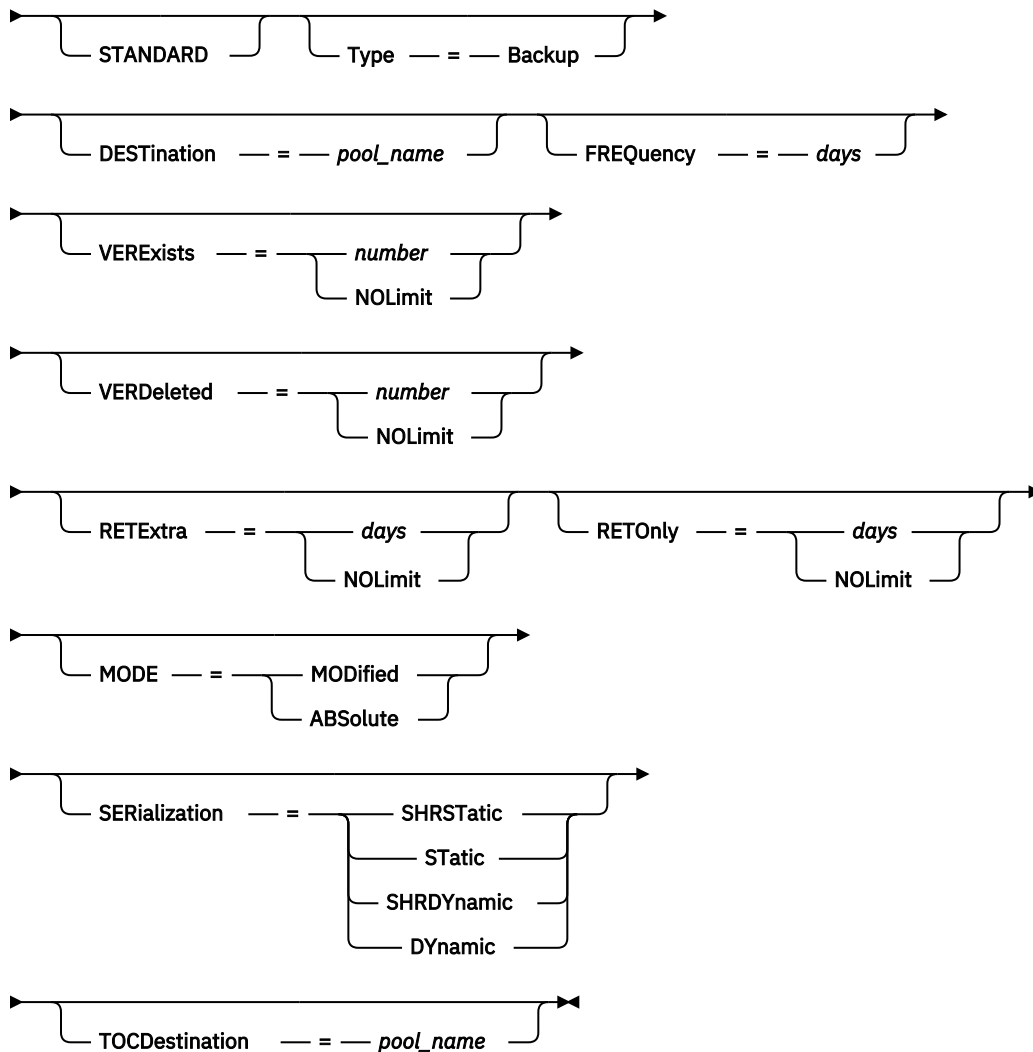 STANDARD Type = Backup
DESTination = pool_name FREQuency = days
VERExists = number
NOLimit
VERDeleted = number
NOLimit
RETExtra = days RETOnly = days
NOLimit NOLimit
MODE = MODified
ABSolute
SERialization = SHRSTatic
STatic
SHRDYnamic
DYnamic
TOCDestination = pool_name